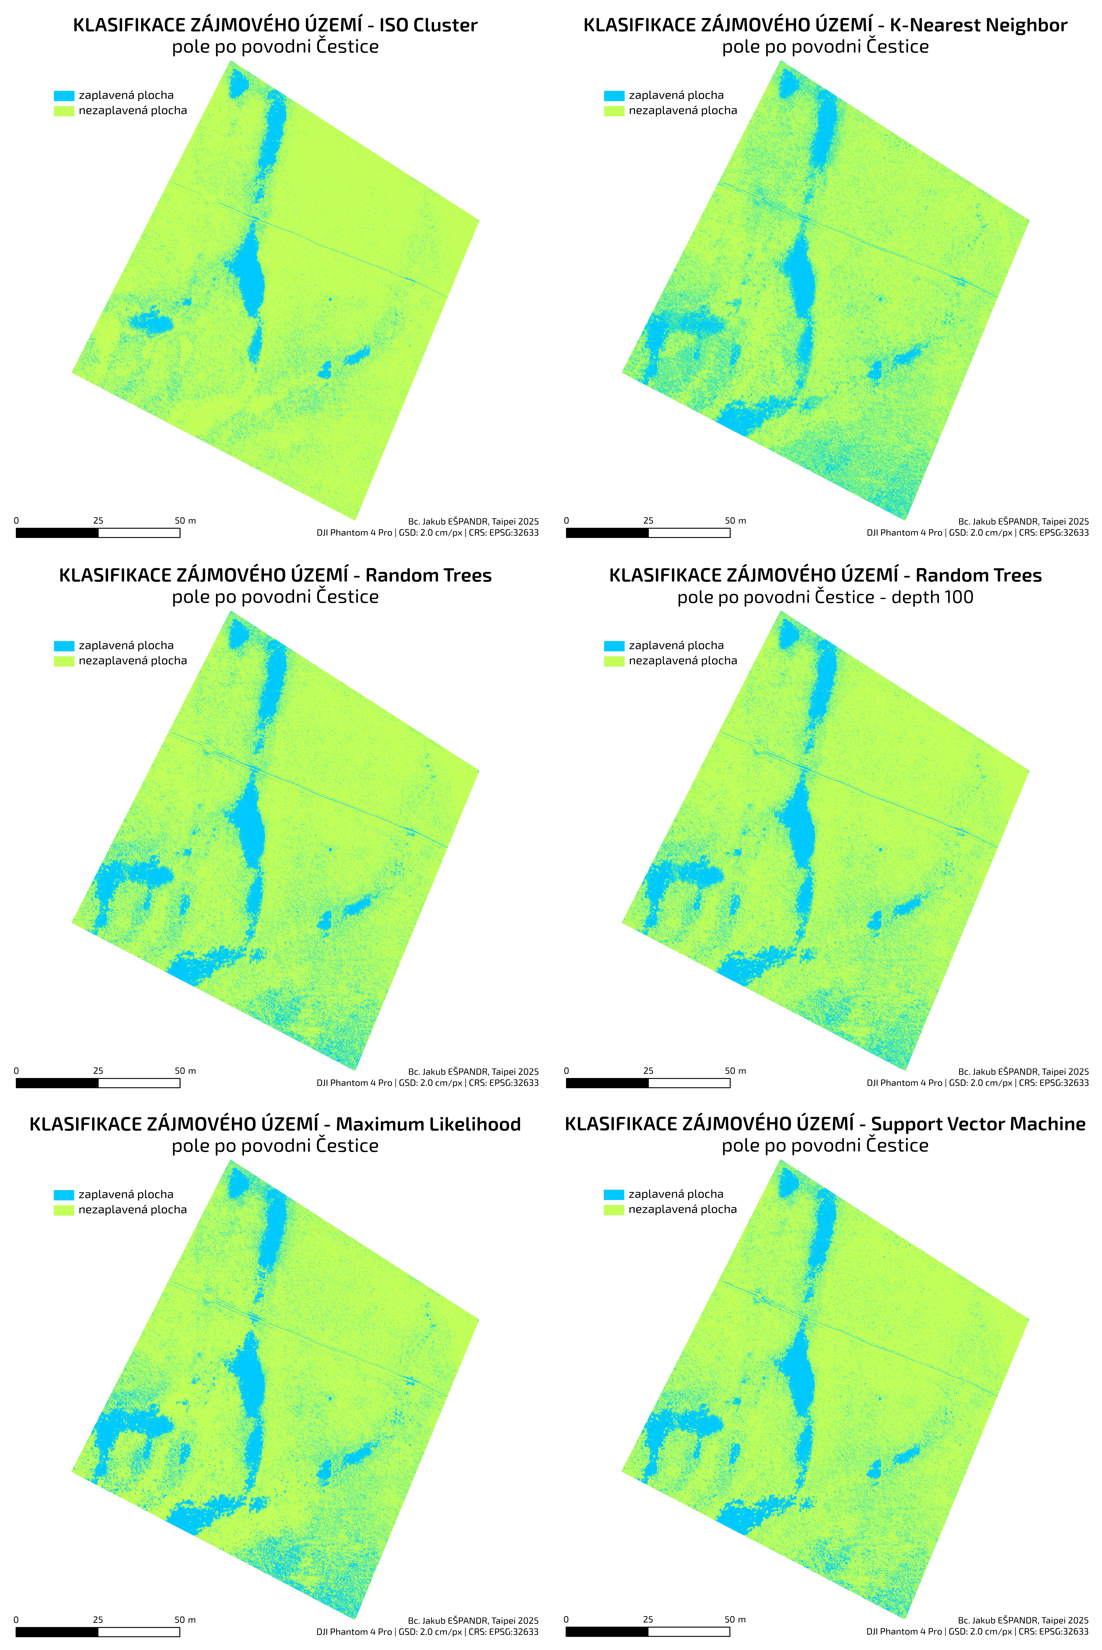 KLASIFIKACE ZÁJMOVÉHO ÚZEMÍ - ISO Cluster
pole po povodni Čestice
zaplavená plocha
nezaplavená plocha
0 25 50 m
Bc. Jakub EŠPANDR, Taipei 2025
DJI Phantom 4 Pro | GSD: 2.0 cm/px | CRS: EPSG:32633
KLASIFIKACE ZÁJMOVÉHO ÚZEMÍ - K-Nearest Neighbor
pole po povodni Čestice
zaplavená plocha
nezaplavená plocha
0 25 50 m
Bc. Jakub EŠPANDR, Taipei 2025
DJI Phantom 4 Pro | GSD: 2.0 cm/px | CRS: EPSG:32633
KLASIFIKACE ZÁJMOVÉHO ÚZEMÍ - Random Trees
pole po povodni Čestice
zaplavená plocha
nezaplavená plocha
0 25 50 m
Bc. Jakub EŠPANDR, Taipei 2025
DJI Phantom 4 Pro | GSD: 2.0 cm/px | CRS: EPSG:32633
KLASIFIKACE ZÁJMOVÉHO ÚZEMÍ - Random Trees
pole po povodni Čestice - depth 100
zaplavená plocha
nezaplavená plocha
0 25 50 m
Bc. Jakub EŠPANDR, Taipei 2025
DJI Phantom 4 Pro | GSD: 2.0 cm/px | CRS: EPSG:32633
KLASIFIKACE ZÁJMOVÉHO ÚZEMÍ - Maximum Likelihood
pole po povodni Čestice
zaplavená plocha
nezaplavená plocha
0 25 50 m
Bc. Jakub EŠPANDR, Taipei 2025
DJI Phantom 4 Pro | GSD: 2.0 cm/px | CRS: EPSG:32633
KLASIFIKACE ZÁJMOVÉHO ÚZEMÍ - Support Vector Machine
pole po povodni Čestice
zaplavená plocha
nezaplavená plocha
0 25 50 m
Bc. Jakub EŠPANDR, Taipei 2025
DJI Phantom 4 Pro | GSD: 2.0 cm/px | CRS: EPSG:32633